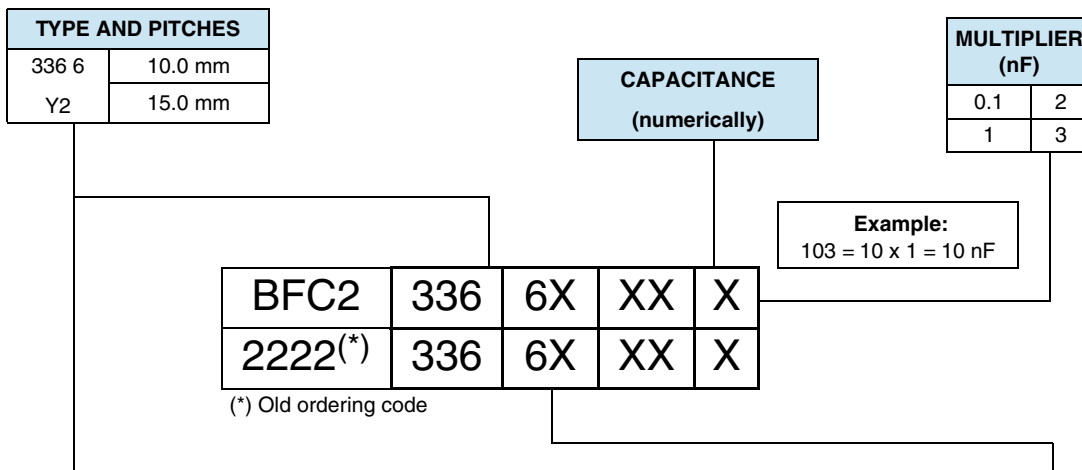 TYPE AND PITCHES
336 6 10.0 mm
Y2 15.0 mm
CAPACITANCE
(numerically)
MULTIPLIER
(nF)
0.1 2
1 3
Example:
103 = 10 x 1 = 10 nF
BFC2 336 6X XX X
2222(*) 336 6X XX X
(*) Old ordering code